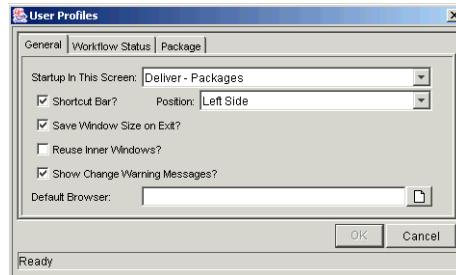 User Profiles
General Workflow Status Package
Startup In This Screen: Deliver - Packages
Shortcut Bar? Position: Left Side
Save Window Size on Exit?
Reuse Inner Windows?
Show Change Warning Messages?
Default Browser:
OK Cancel
Ready